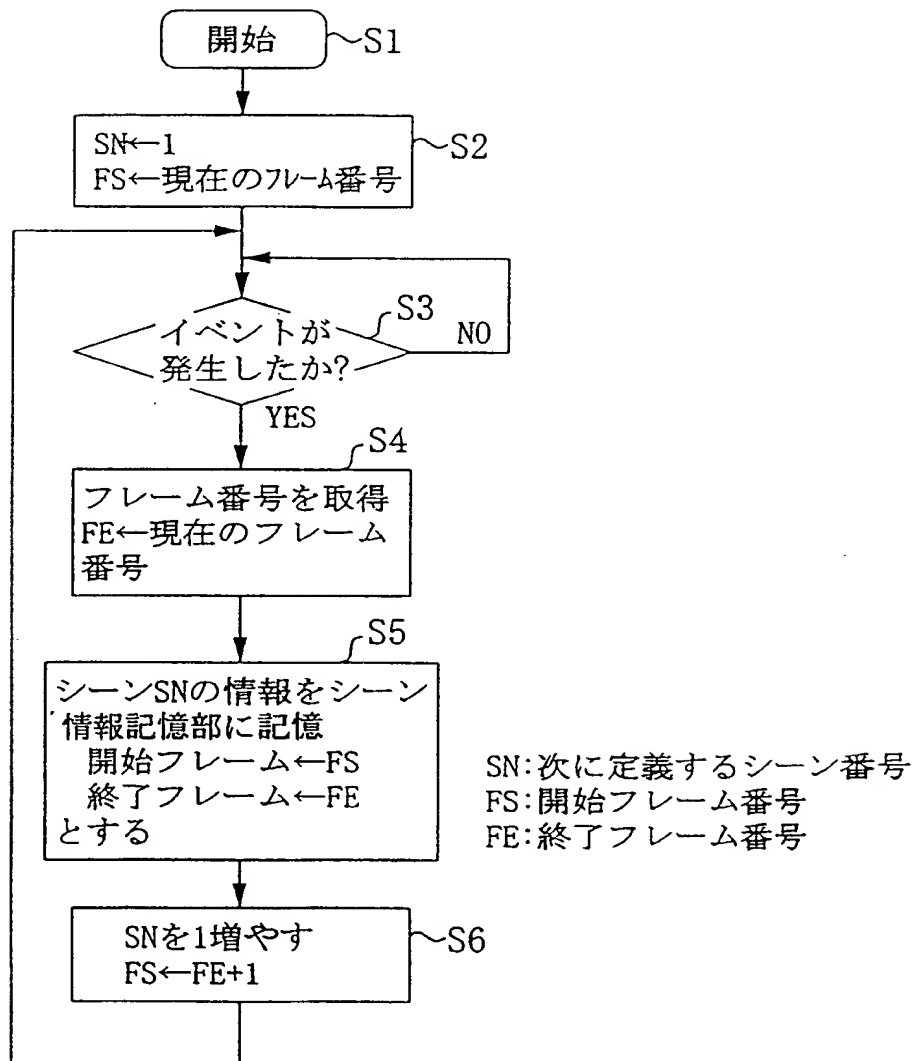 開始
S1
SN←1
FS←現在のフレーム番号
S2
イベントが
発生したか?
S3
NO
YES
S4
フレーム番号を取得
FE←現在のフレーム
番号
S5
シーンSNの情報をシーン
情報記憶部に記憶
開始フレーム←FS
終了フレーム←FE
とする
SN:次に定義するシーン番号
FS:開始フレーム番号
FE:終了フレーム番号
SNを1増やす
FS←FE+1
S6